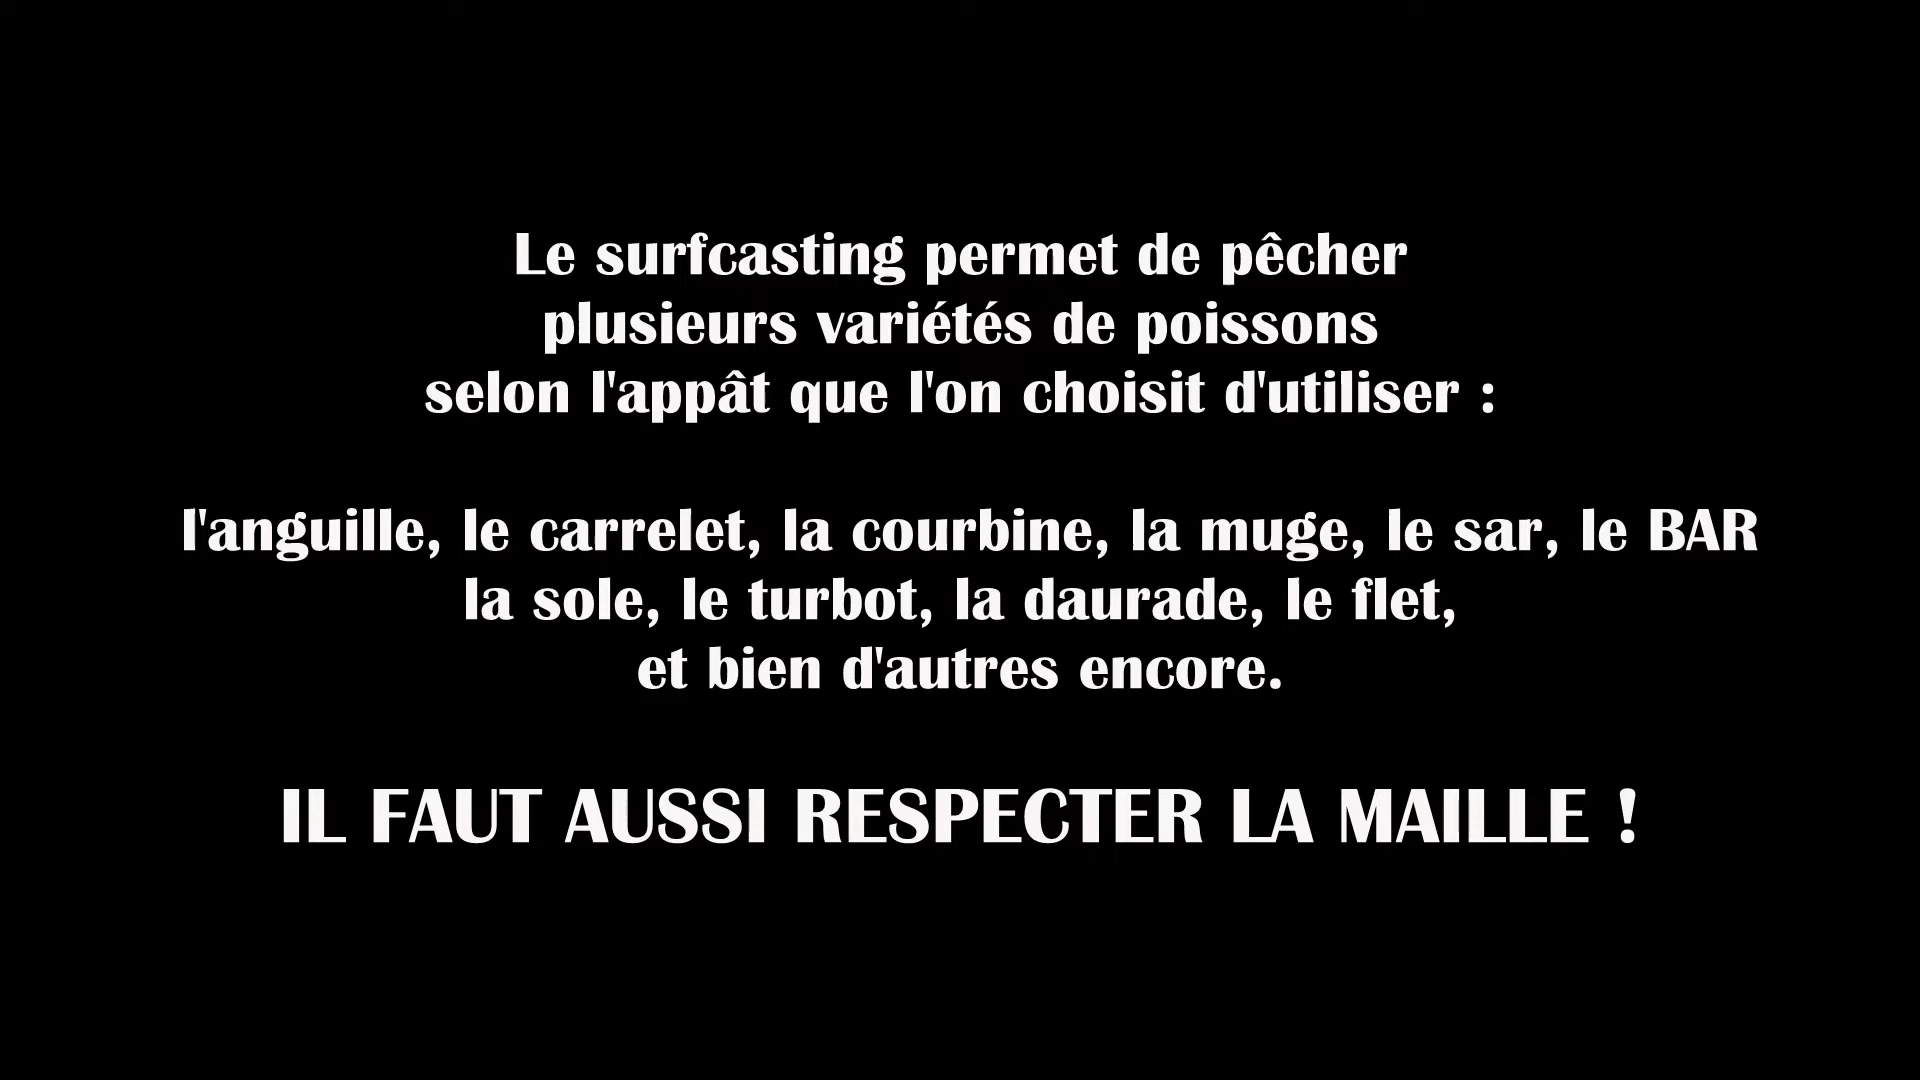 Le surfcasting permet de pêcher
plusieurs variétés de poissons
selon l'appât que l'on choisit d'utiliser :
l'anguille, le carrelet, la courbine, la muge, le sar, le BAR
la sole, le turbot, la daurade, le flet,
et bien d'autres encore.
IL FAUT AUSSI RESPECTER LA MAILLE !